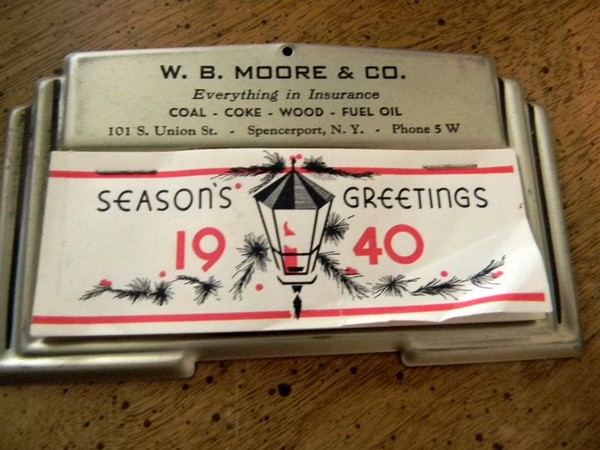 W. B. MOORE & CO.
Everything in Insurance
COAL - COKE - WOOD - FUEL OIL
101 S. Union St. - Spencerport, N. Y. - Phone 5 W
SEASON'S GREETINGS
19 40